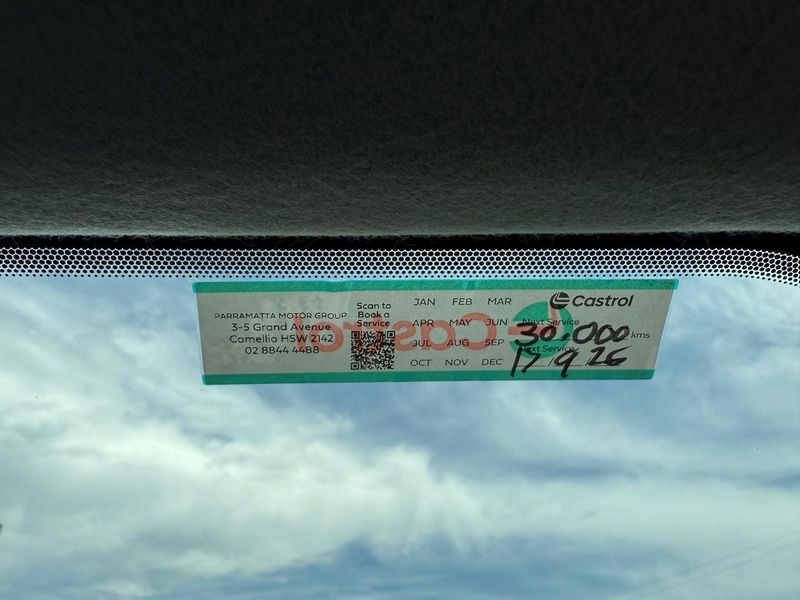 PARRAMATTA MOTOR GROUP
3-5 Grand Avenue
Camellia HSW 2142
02 8844 4488
Scan to
Book a
Service
JAN FEB MAR
APR MAY JUN
JUL AUG SEP
OCT NOV DEC
Castrol
Next Service
30,000 kms
Next Service
17/9/26
Castrol